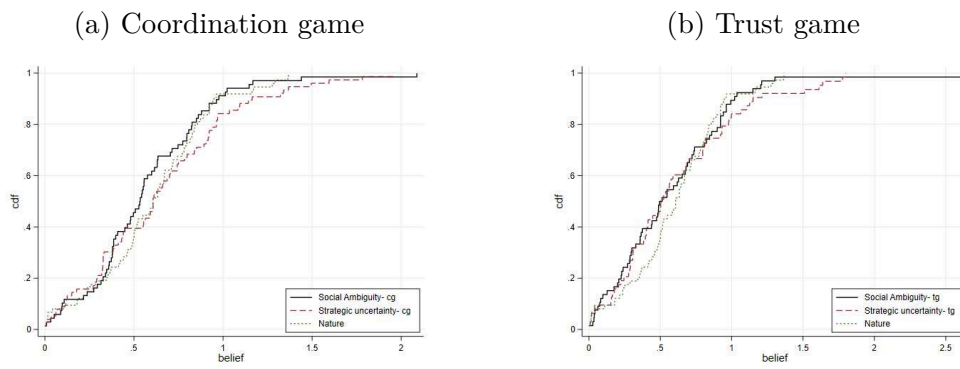 (a) Coordination game
(b) Trust game
1
.8
.6
.4
.2
0
cdf
0
.5
1
1.5
2
belief
Social Ambiguity- cg
Strategic uncertainty- cg
Nature
1
.8
.6
.4
.2
0
cdf
0
.5
1
1.5
2
2.5
belief
Social Ambiguity- tg
Strategic uncertainty- tg
Nature